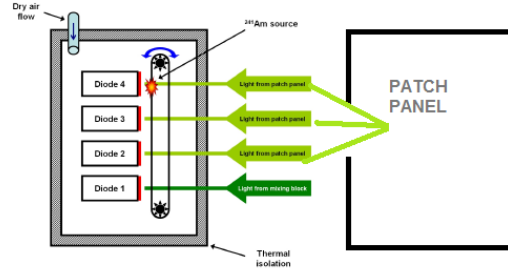 Dry air
flow
241Am source
Diode 4
Light from patch panel
Diode 3
Light from patch panel
Diode 2
Light from patch panel
Diode 1
Light from mixing block
Thermal
isolation
PATCH
PANEL